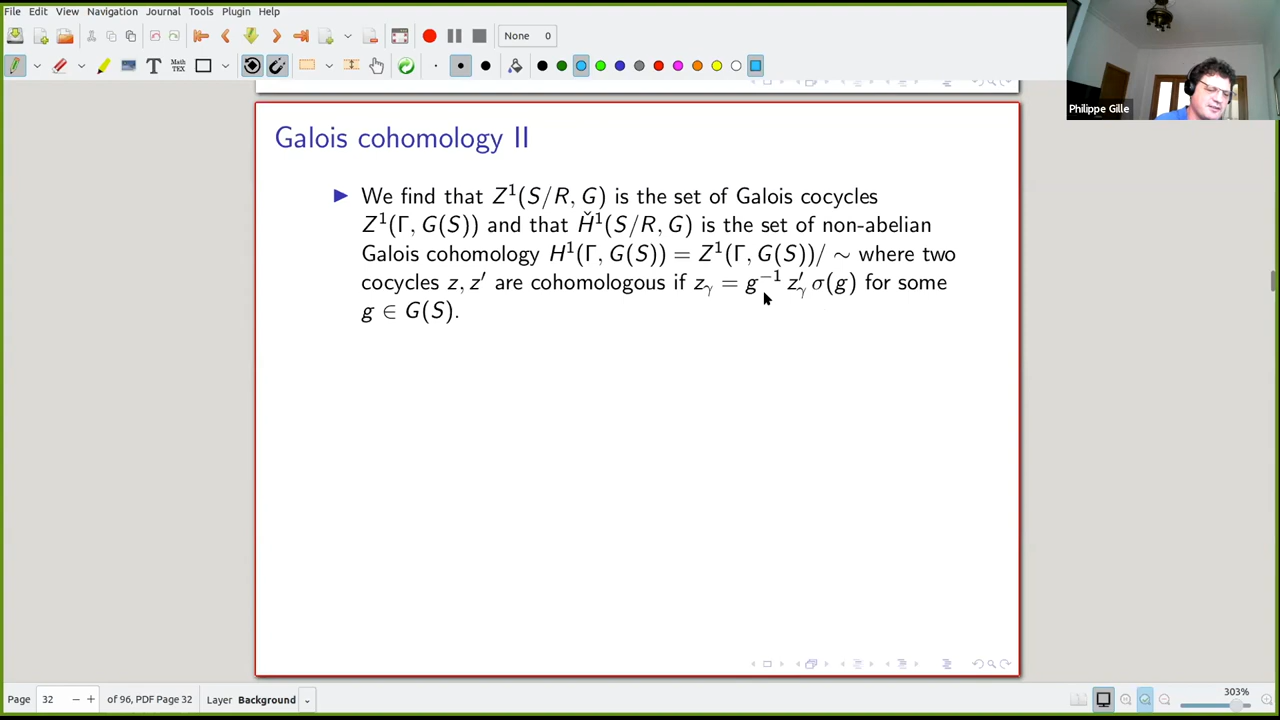 File Edit View Navigation Journal Tools Plugin Help
None 0
Math TEX
Philippe Gille
Galois cohomology II
▶ We find that Z¹(S/R, G) is the set of Galois cocycles
Z¹(Γ, G(S)) and that Ȟ¹(S/R, G) is the set of non-abelian
Galois cohomology H¹(Γ, G(S)) = Z¹(Γ, G(S))/ ∼ where two
cocycles z, z′ are cohomologous if z_γ = g⁻¹ z′_γ σ(g) for some
g ∈ G(S).
Page 32 − + of 96, PDF Page 32 Layer Background 303%